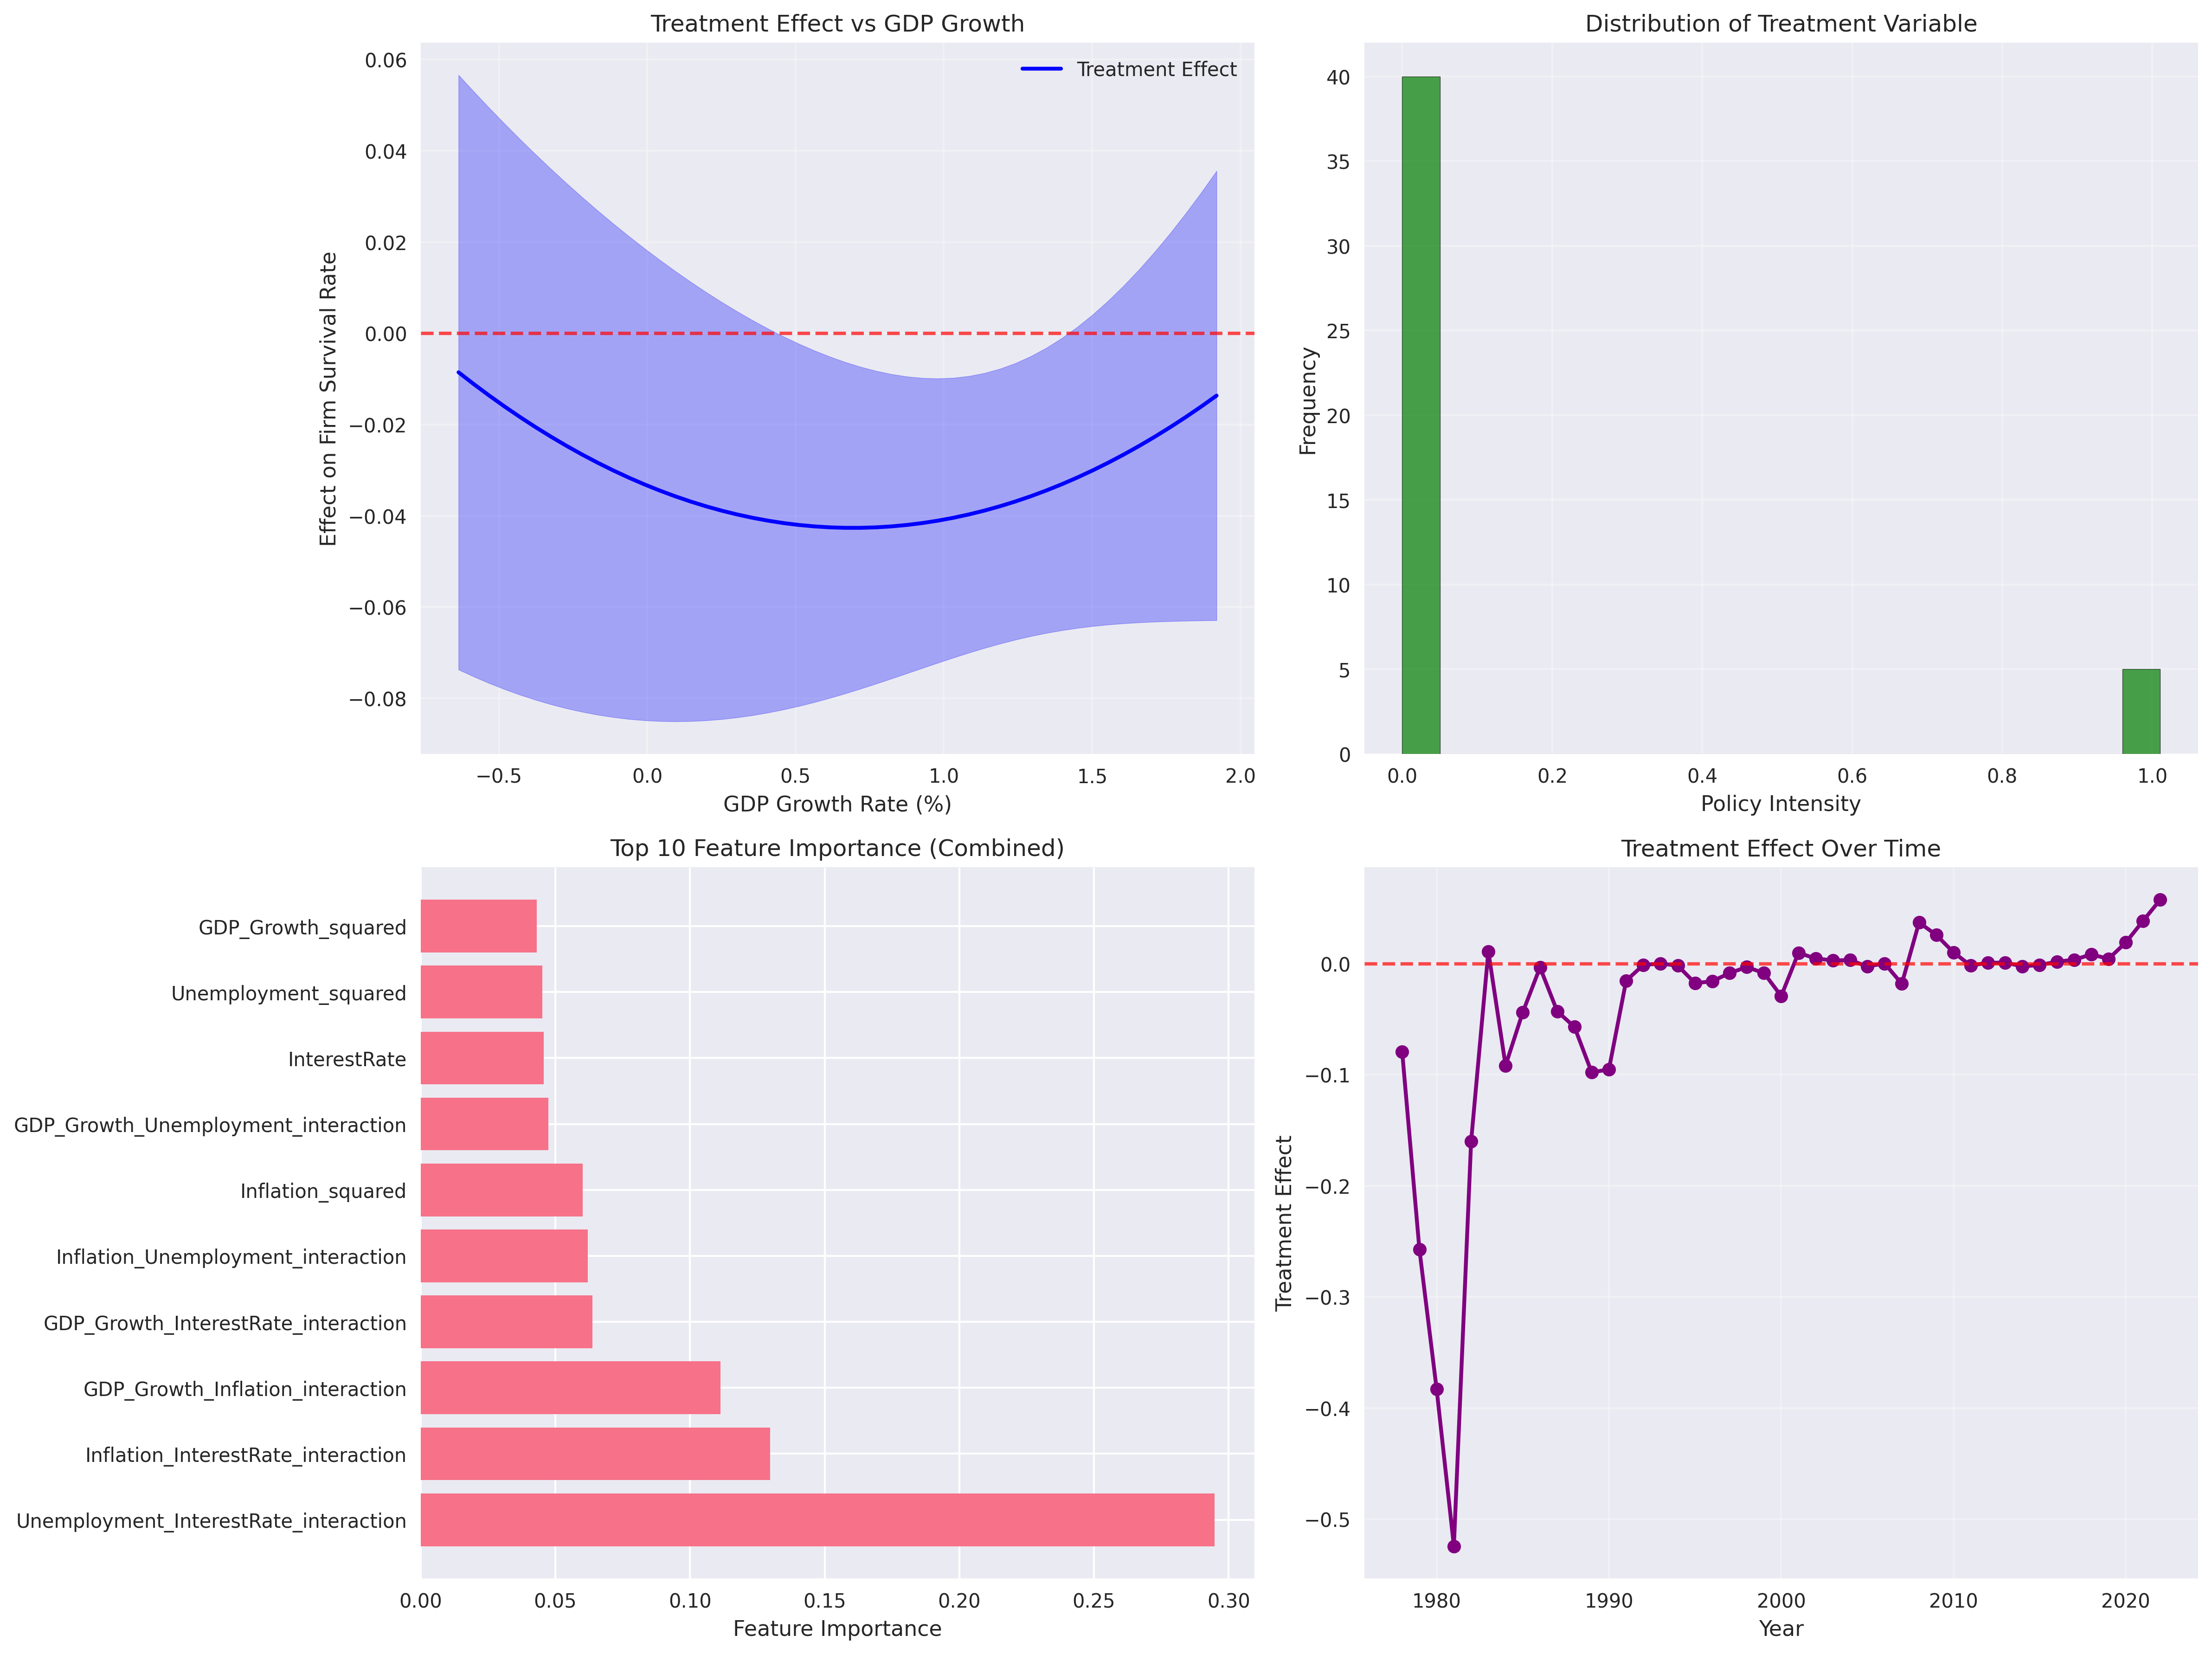 Treatment Effect vs GDP Growth
Treatment Effect
0.06
0.04
0.02
0.00
−0.02
−0.04
−0.06
−0.08
Effect on Firm Survival Rate
−0.5
0.0
0.5
1.0
1.5
2.0
GDP Growth Rate (%)
Distribution of Treatment Variable
40
35
30
25
20
15
10
5
0
Frequency
0.0
0.2
0.4
0.6
0.8
1.0
Policy Intensity
Top 10 Feature Importance (Combined)
GDP_Growth_squared
Unemployment_squared
InterestRate
GDP_Growth_Unemployment_interaction
Inflation_squared
Inflation_Unemployment_interaction
GDP_Growth_InterestRate_interaction
GDP_Growth_Inflation_interaction
Inflation_InterestRate_interaction
Unemployment_InterestRate_interaction
0.00
0.05
0.10
0.15
0.20
0.25
0.30
Feature Importance
Treatment Effect Over Time
0.0
−0.1
−0.2
−0.3
−0.4
−0.5
Treatment Effect
1980
1990
2000
2010
2020
Year